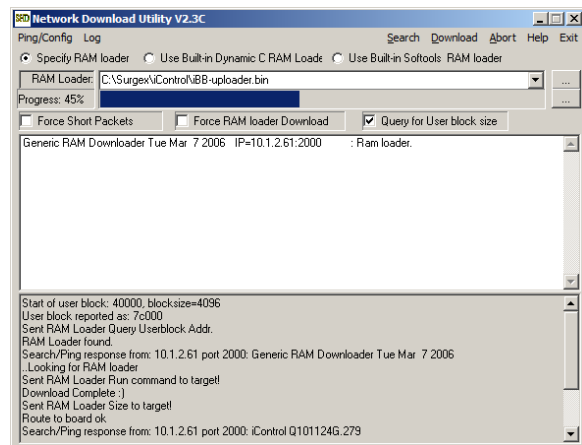 SRD Network Download Utility V2.3C
Ping/Config Log Search Download Abort Help Exit
Specify RAM loader Use Built-in Dynamic C RAM Loade Use Built-in Softools RAM loader
RAM Loader: C:\Surgex\iControl\iBB-uploader.bin ...
Progress: 45% ...
Force Short Packets Force RAM loader Download Query for User block size
Generic RAM Downloader Tue Mar 7 2006 IP=10.1.2.61:2000 : Ram loader.
Start of user block: 40000, blocksize=4096
User block reported as: 7c000
Sent RAM Loader Query Userblock Addr.
RAM Loader found.
Search/Ping response from: 10.1.2.61 port 2000: Generic RAM Downloader Tue Mar 7 2006
..Looking for RAM loader
Sent RAM Loader Run command to target!
Download Complete :)
Sent RAM Loader Size to target!
Route to board ok
Search/Ping response from: 10.1.2.61 port 2000: iControl Q101124G.279